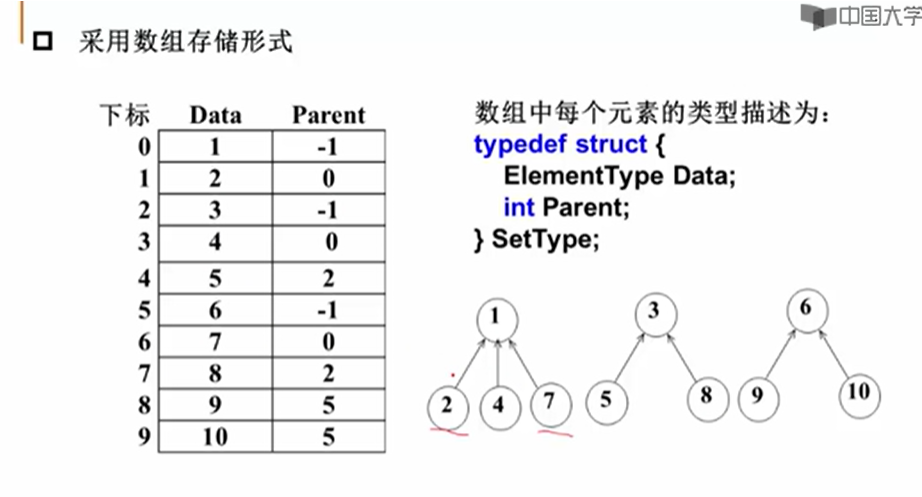 中国大学
采用数组存储形式
下标 Data Parent
0 1 -1
1 2 0
2 3 -1
3 4 0
4 5 2
5 6 -1
6 7 0
7 8 2
8 9 5
9 10 5
数组中每个元素的类型描述为：
typedef struct {
ElementType Data;
int Parent;
} SetType;
1 3 6
2 4 7 5 8 9 10